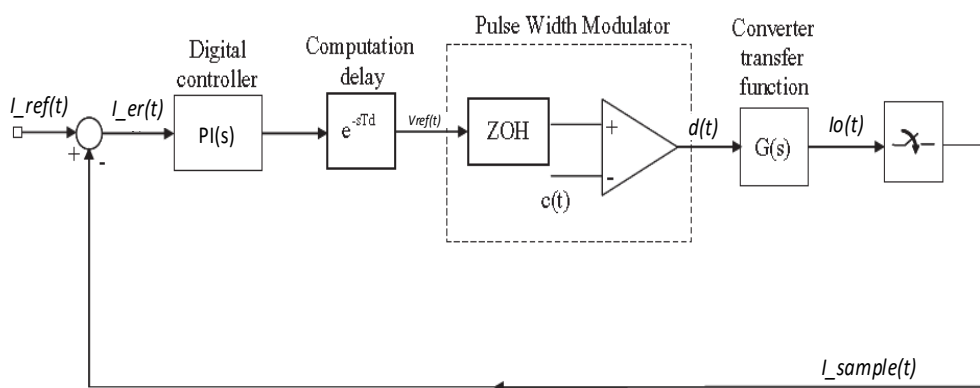 Pulse Width Modulator
Converter
transfer
function
Digital
controller
Computation
delay
I_ref(t)
I_er(t)
PI(s)
e^-sTd
Vref(t)
ZOH
+
-
c(t)
d(t)
G(s)
Io(t)
+
-
I_sample(t)